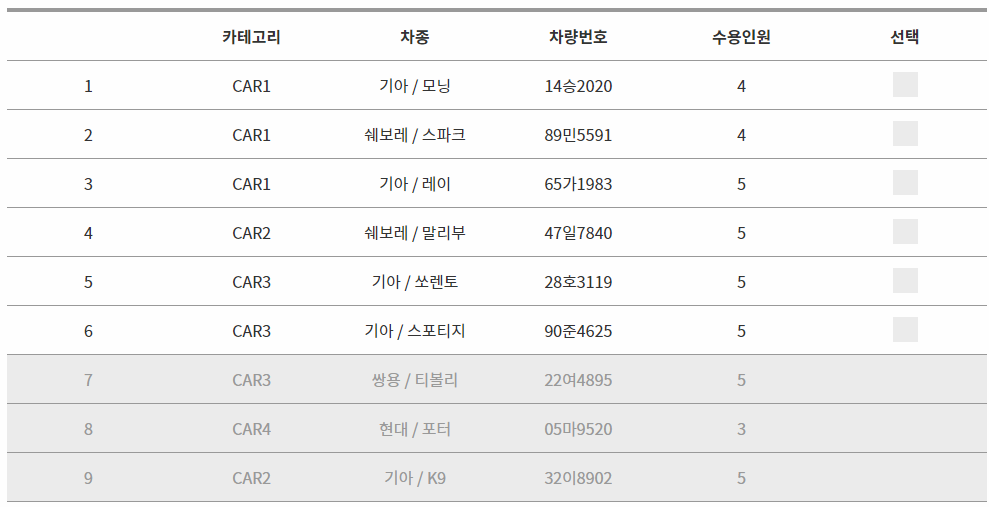 카테고리 차종 차량번호 수용인원 선택
1 CAR1 기아 / 모닝 14승2020 4
2 CAR1 쉐보레 / 스파크 89민5591 4
3 CAR1 기아 / 레이 65가1983 5
4 CAR2 쉐보레 / 말리부 47일7840 5
5 CAR3 기아 / 쏘렌토 28호3119 5
6 CAR3 기아 / 스포티지 90준4625 5
7 CAR3 쌍용 / 티볼리 22여4895 5
8 CAR4 현대 / 포터 05마9520 3
9 CAR2 기아 / K9 32이8902 5